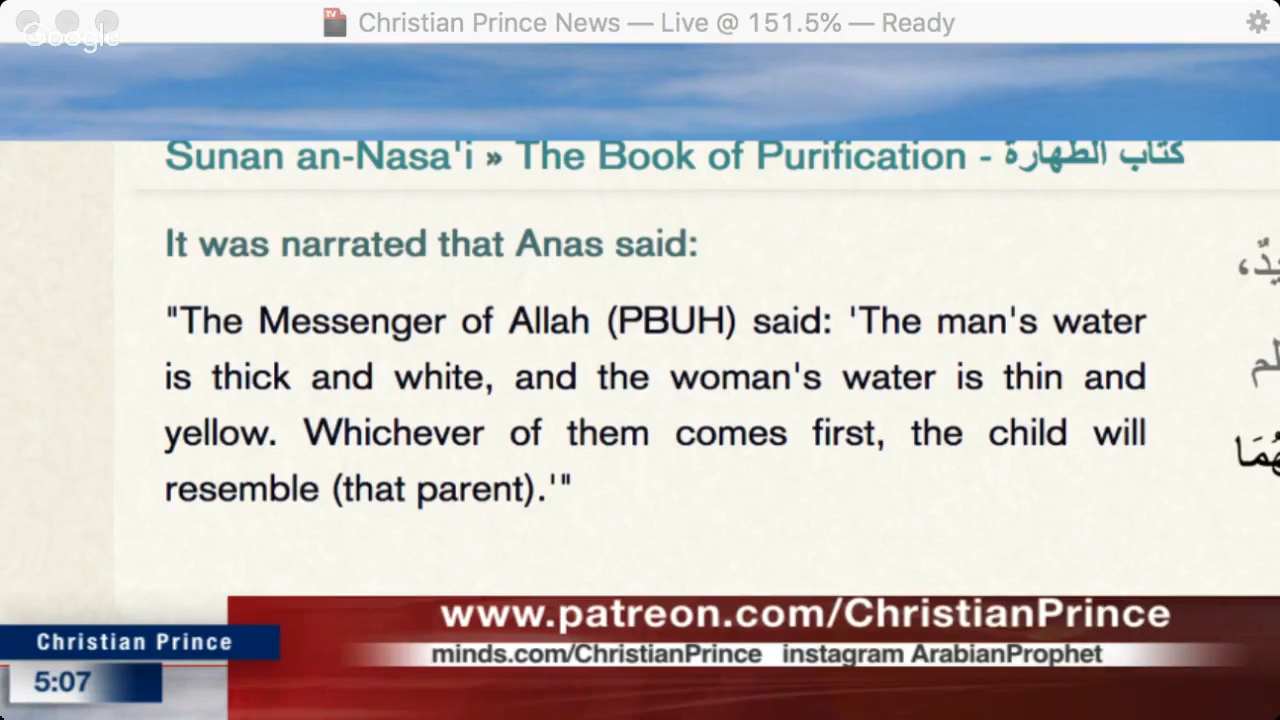 Christian Prince News — Live @ 151.5% — Ready
Google
Sunan an-Nasa'i » The Book of Purification - كتاب الطهارة
It was narrated that Anas said:
"The Messenger of Allah (PBUH) said: 'The man's water
is thick and white, and the woman's water is thin and
yellow. Whichever of them comes first, the child will
resemble (that parent).'"
www.patreon.com/ChristianPrince
Christian Prince
minds.com/ChristianPrince instagram ArabianProphet
5:07